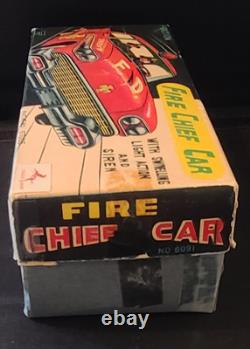 FIRE CHIEF CAR
F.D
WITH SWINGING
LIGHT ACTION
AND
SIREN
FIRE
CHIEF CAR
NO 6091